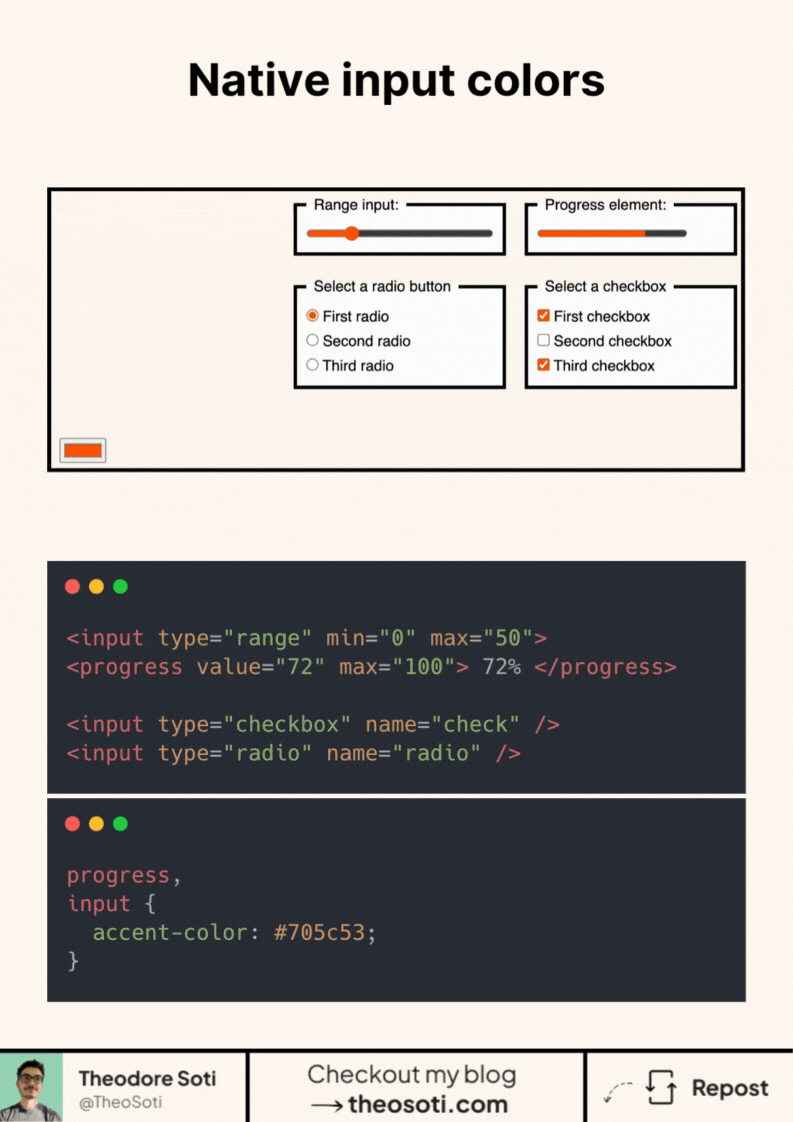 Native input colors
Range input:
Progress element:
Select a radio button
First radio
Second radio
Third radio
Select a checkbox
First checkbox
Second checkbox
Third checkbox
<input type="range" min="0" max="50">
<progress value="72" max="100"> 72% </progress>
<input type="checkbox" name="check" />
<input type="radio" name="radio" />
progress,
input {
  accent-color: #705c53;
}
Theodore Soti
@TheoSoti
Checkout my blog
→ theosoti.com
Repost